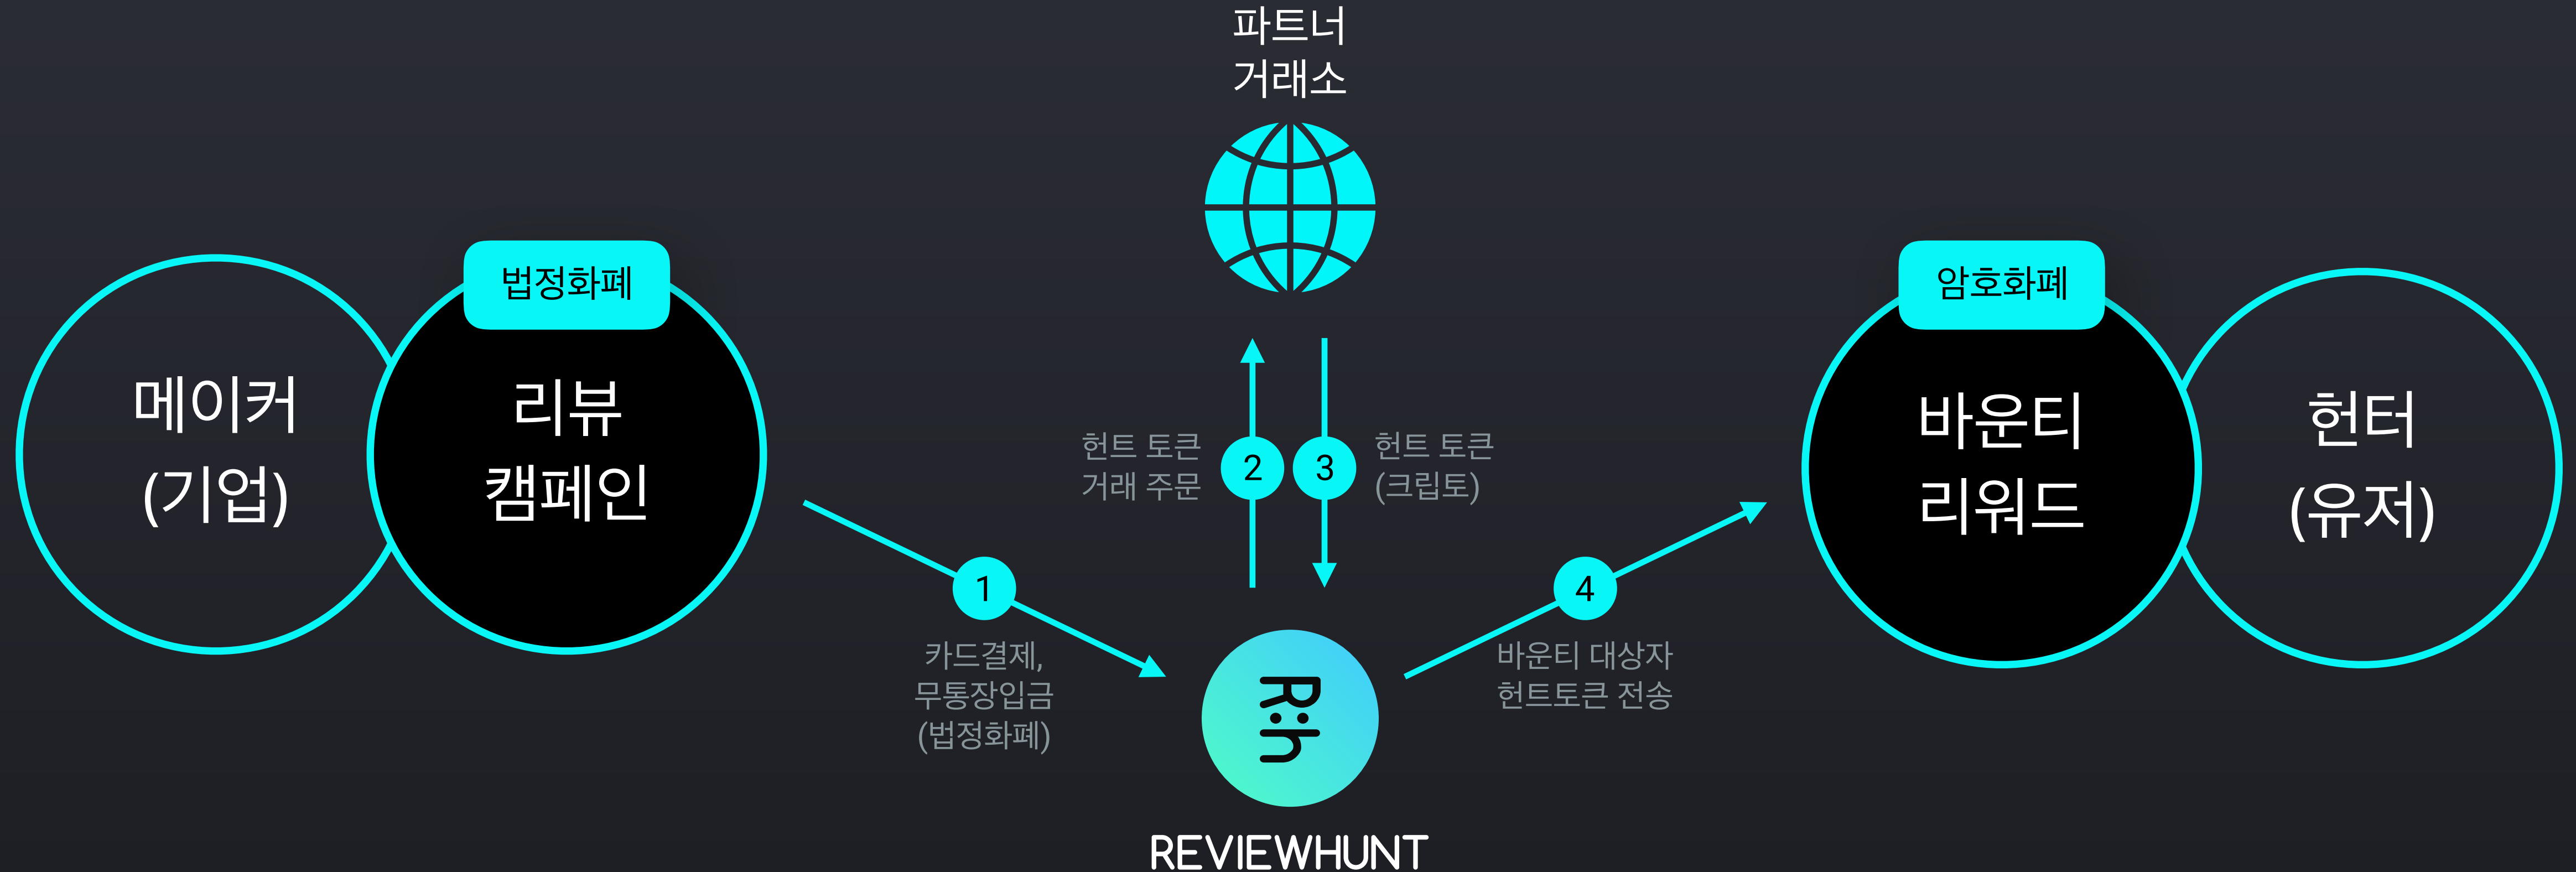 파트너
거래소
법정화폐
메이커
(기업)
리뷰
캠페인
헌트 토큰
거래 주문
2
3
헌트 토큰
(크립토)
1
카드결제,
무통장입금
(법정화폐)
4
바운티 대상자
헌트토큰 전송
R:h
REVIEWHUNT
암호화폐
바운티
리워드
헌터
(유저)